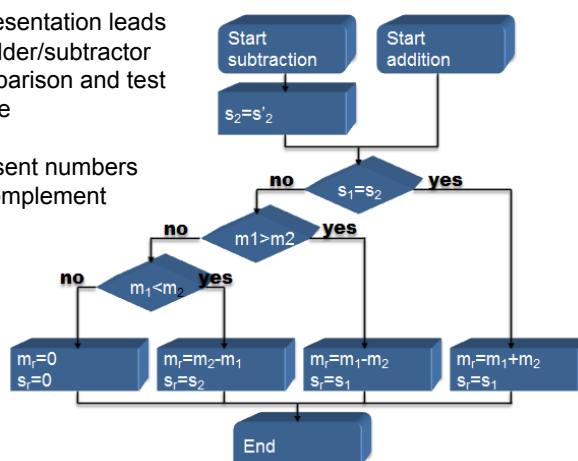 esentation leads
lder/subtractor
parison and test
e
sent numbers
omplement
Start
subtraction
Start
addition
s₂=s'₂
no
s₁=s₂
yes
no
m1>m2
yes
no
m₁<m₂
yes
mᵣ=0
sᵣ=0
mᵣ=m₂-m₁
sᵣ=s₂
mᵣ=m₁-m₂
sᵣ=s₁
mᵣ=m₁+m₂
sᵣ=s₁
End